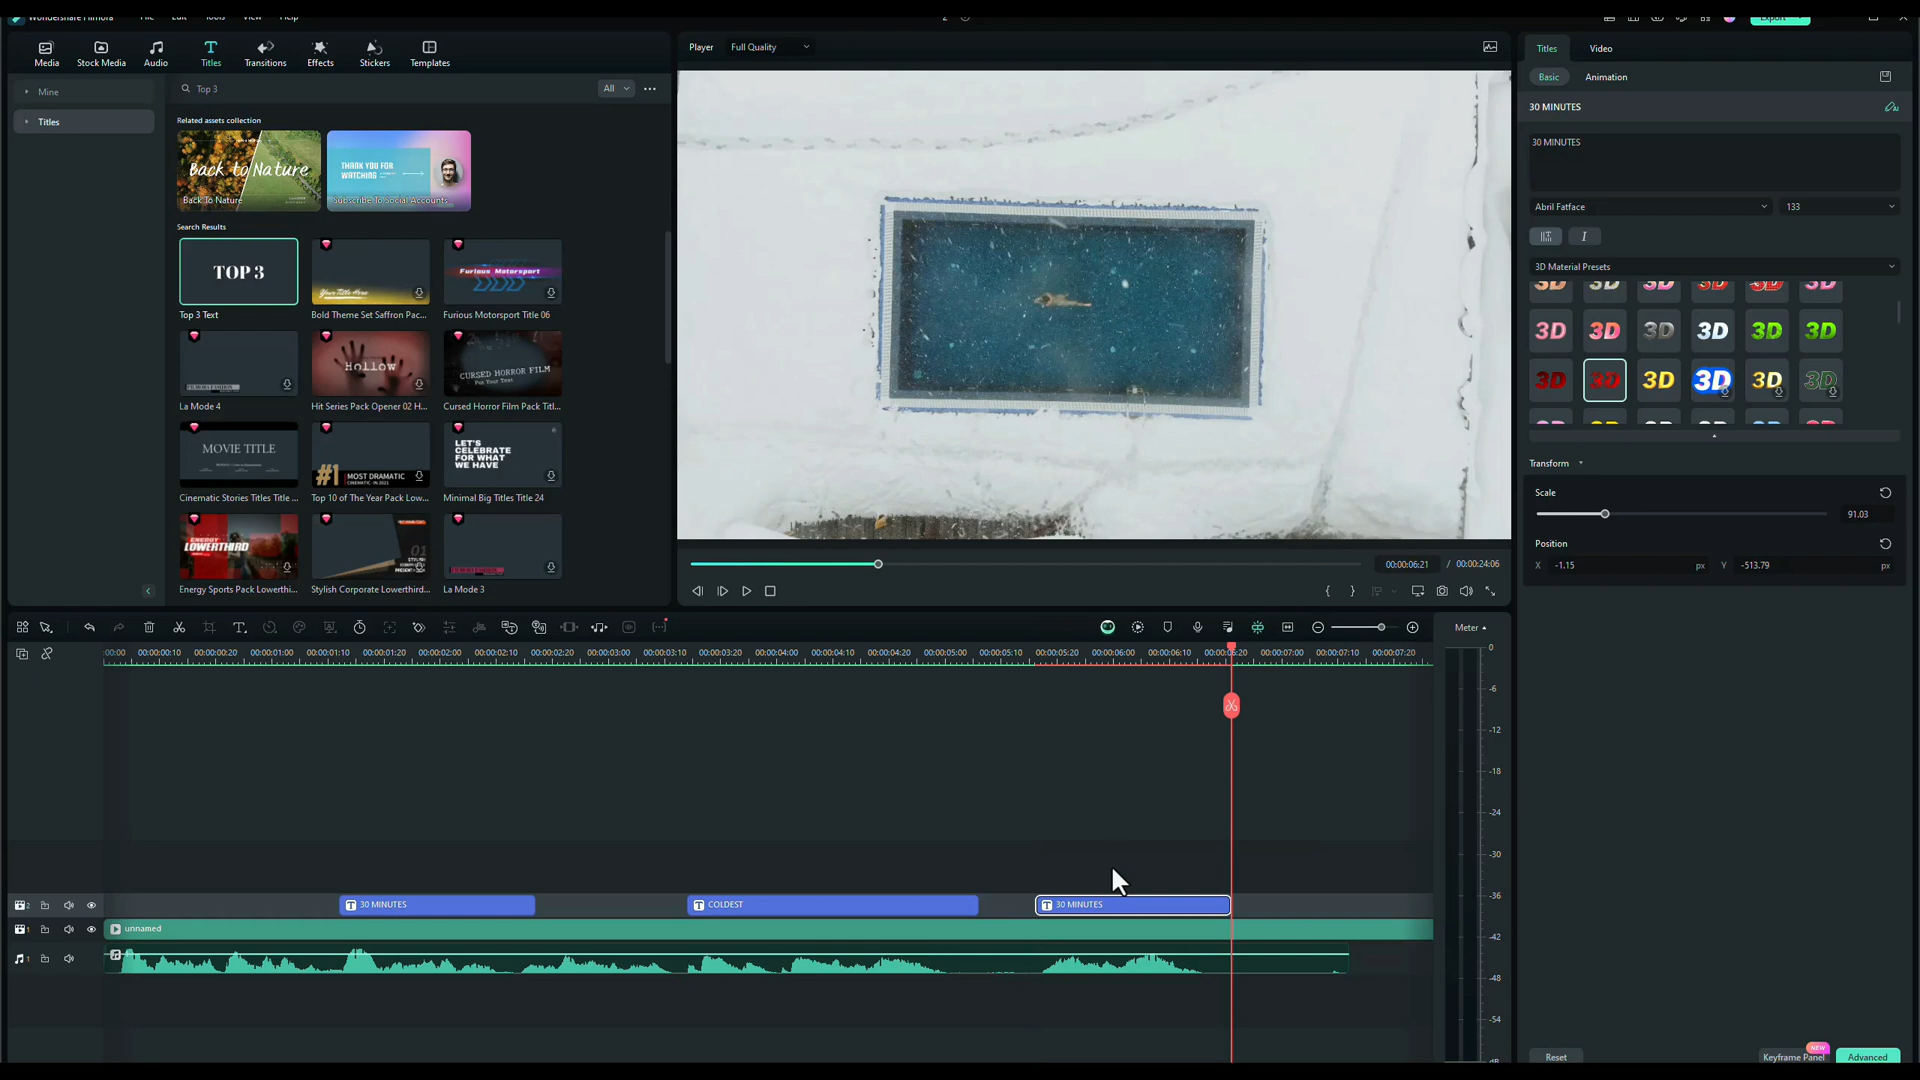 Wondershare Filmora File Edit Tools View Help
Export
Media
Stock Media
Audio
Titles
Transitions
Effects
Stickers
Templates
Mine
Titles
Top 3
All
Related assets collection
Back to Nature
Back To Nature
THANK YOU FOR
WATCHING
Subscribe To Social Accounts...
Search Results
TOP 3
Your Title Here
Furious Motorsport
Top 3 Text
Bold Theme Set Saffron Pac...
Furious Motorsport Title 06
Hollow
CURSED HORROR FILM
La Mode 4
Hit Series Pack Opener 02 H...
Cursed Horror Film Pack Titl...
MOVIE TITLE
#1 MOST DRAMATIC
LET'S
CELEBRATE
FOR WHAT
WE HAVE
Cinematic Stories Titles Title ...
Top 10 of The Year Pack Low...
Minimal Big Titles Title 24
ENERGY
LOWERTHIRD
01
Energy Sports Pack Lowerthi...
Stylish Corporate Lowerthird...
La Mode 3
Player
Full Quality
00:00:06:21 / 00:00:24:06
Titles
Video
Basic
Animation
30 MINUTES
30 MINUTES
Abril Fatface
133
I
3D Material Presets
3D 3D 3D 3D 3D 3D
3D 3D 3D 3D 3D 3D
3D 3D 3D 3D 3D 3D
Transform
Scale
91.03
Position
X -1.15 px Y -513.79 px
Meter
:00:00 00:00:00:10 00:00:00:20 00:00:01:00 00:00:01:10 00:00:01:20 00:00:02:00 00:00:02:10 00:00:02:20 00:00:03:00 00:00:03:10 00:00:03:20 00:00:04:00 00:00:04:10 00:00:04:20 00:00:05:00 00:00:05:10 00:00:05:20 00:00:06:00 00:00:06:10 00:00:06:20 00:00:07:00 00:00:07:10 00:00:07:20
0
-6
-12
-18
-24
-30
-36
-42
-48
-54
dB
2
30 MINUTES
COLDEST
30 MINUTES
1
unnamed
1
Reset
NEW
Keyframe Panel
Advanced